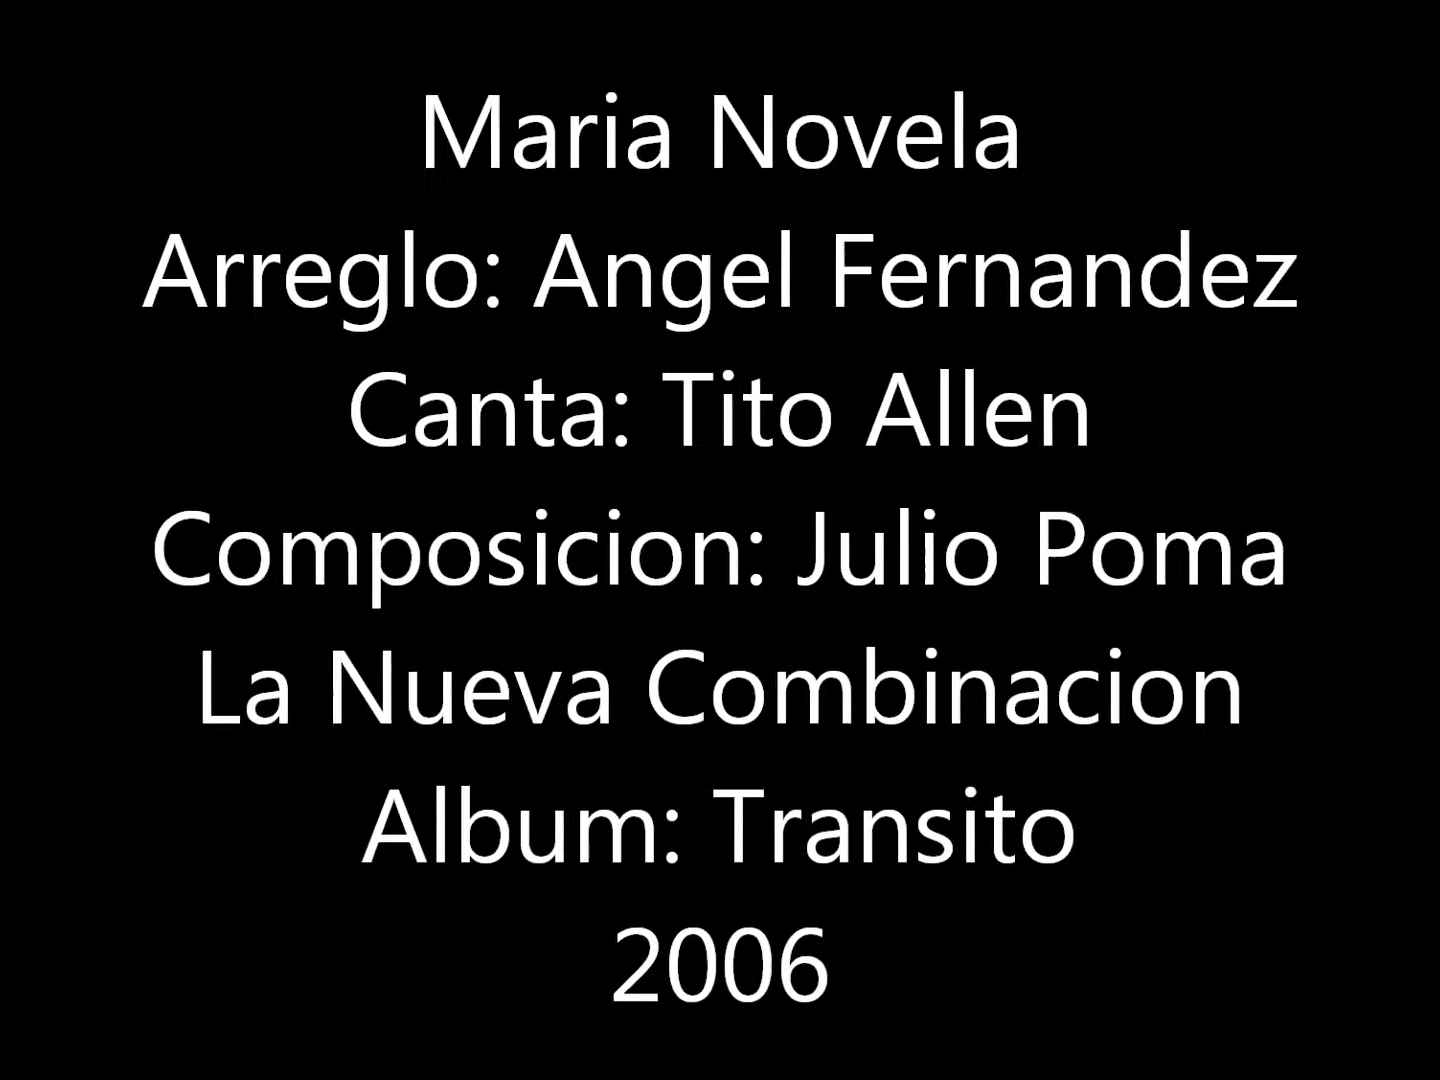 Maria Novela
Arreglo: Angel Fernandez
Canta: Tito Allen
Composicion: Julio Poma
La Nueva Combinacion
Album: Transito
2006